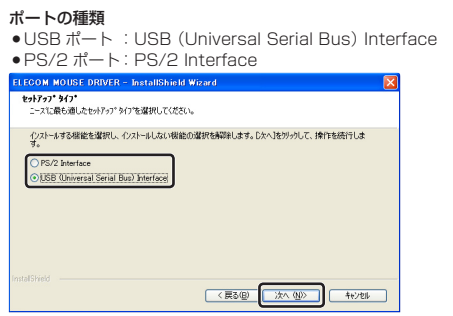 ポートの種類
●USB ポート ：USB（Universal Serial Bus）Interface
●PS/2 ポート：PS/2 Interface
ELECOM MOUSE DRIVER - InstallShield Wizard
セットアップ タイプ
ニーズに最も適したセットアップ タイプを選択してください。
インストールする機能を選択し、インストールしない機能の選択を解除します。[次へ]をクリックして、操作を続行しま
す。
PS/2 Interface
USB (Universal Serial Bus) Interface
InstallShield
< 戻る(B)
次へ (N)>
キャンセル